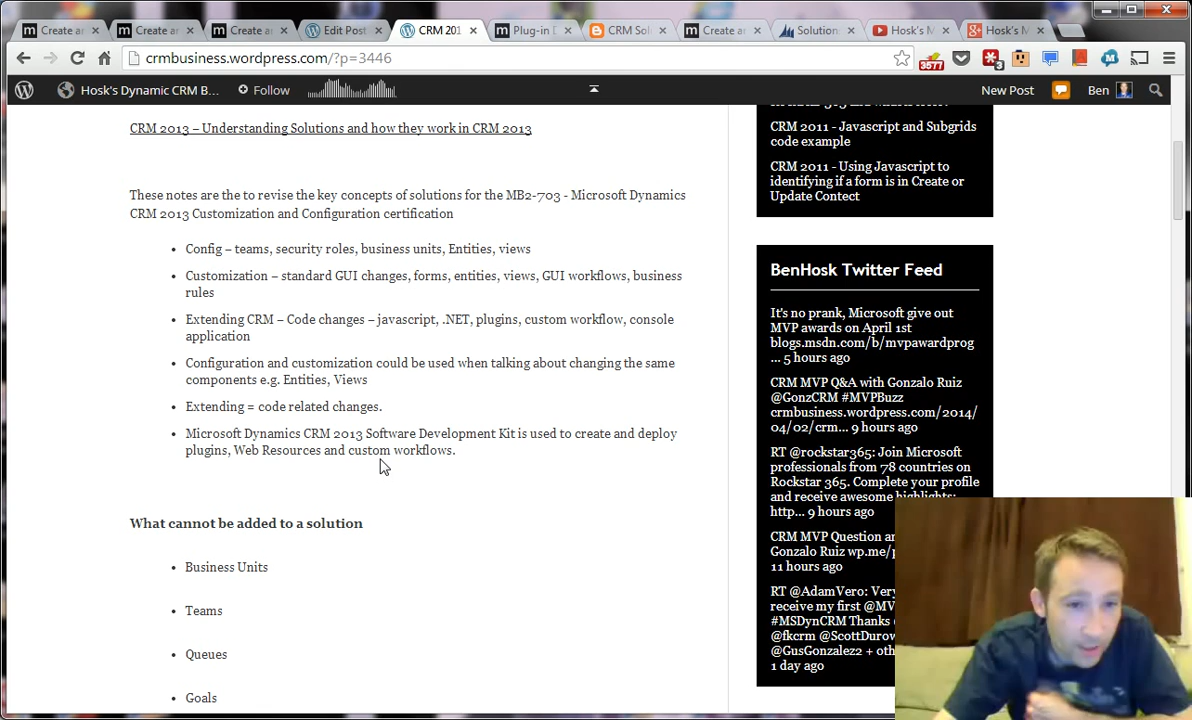 Create an
Create an
Create an
Edit Post
CRM 201
Plug-in D
CRM Sol
Create an
Solution
Hosk's M
Hosk's M
crmbusiness.wordpress.com/?p=3446
3577
3
Hosk's Dynamic CRM B...
Follow
New Post
Ben
CRM 2013 – Understanding Solutions and how they work in CRM 2013
These notes are the to revise the key concepts of solutions for the MB2-703 - Microsoft Dynamics
CRM 2013 Customization and Configuration certification
• Config – teams, security roles, business units, Entities, views
• Customization – standard GUI changes, forms, entities, views, GUI workflows, business
rules
• Extending CRM – Code changes – javascript, .NET, plugins, custom workflow, console
application
• Configuration and customization could be used when talking about changing the same
components e.g. Entities, Views
• Extending = code related changes.
• Microsoft Dynamics CRM 2013 Software Development Kit is used to create and deploy
plugins, Web Resources and custom workflows.
What cannot be added to a solution
• Business Units
• Teams
• Queues
• Goals
CRM 2011 - Javascript and Subgrids
code example
CRM 2011 - Using Javascript to
identifying if a form is in Create or
Update Contect
BenHosk Twitter Feed
It's no prank, Microsoft give out
MVP awards on April 1st
blogs.msdn.com/b/mvpawardprog
... 5 hours ago
CRM MVP Q&A with Gonzalo Ruiz
@GonzCRM #MVPBuzz
crmbusiness.wordpress.com/2014/
04/02/crm... 9 hours ago
RT @rockstar365: Join Microsoft
professionals from 78 countries on
Rockstar 365. Complete your profile
and receive awesome highlights:
http... 9 hours ago
CRM MVP Question an
Gonzalo Ruiz wp.me/p
11 hours ago
RT @AdamVero: Very
receive my first @MV
#MSDynCRM Thanks
@fkcrm @ScottDurow
@GusGonzalez2 + oth
1 day ago